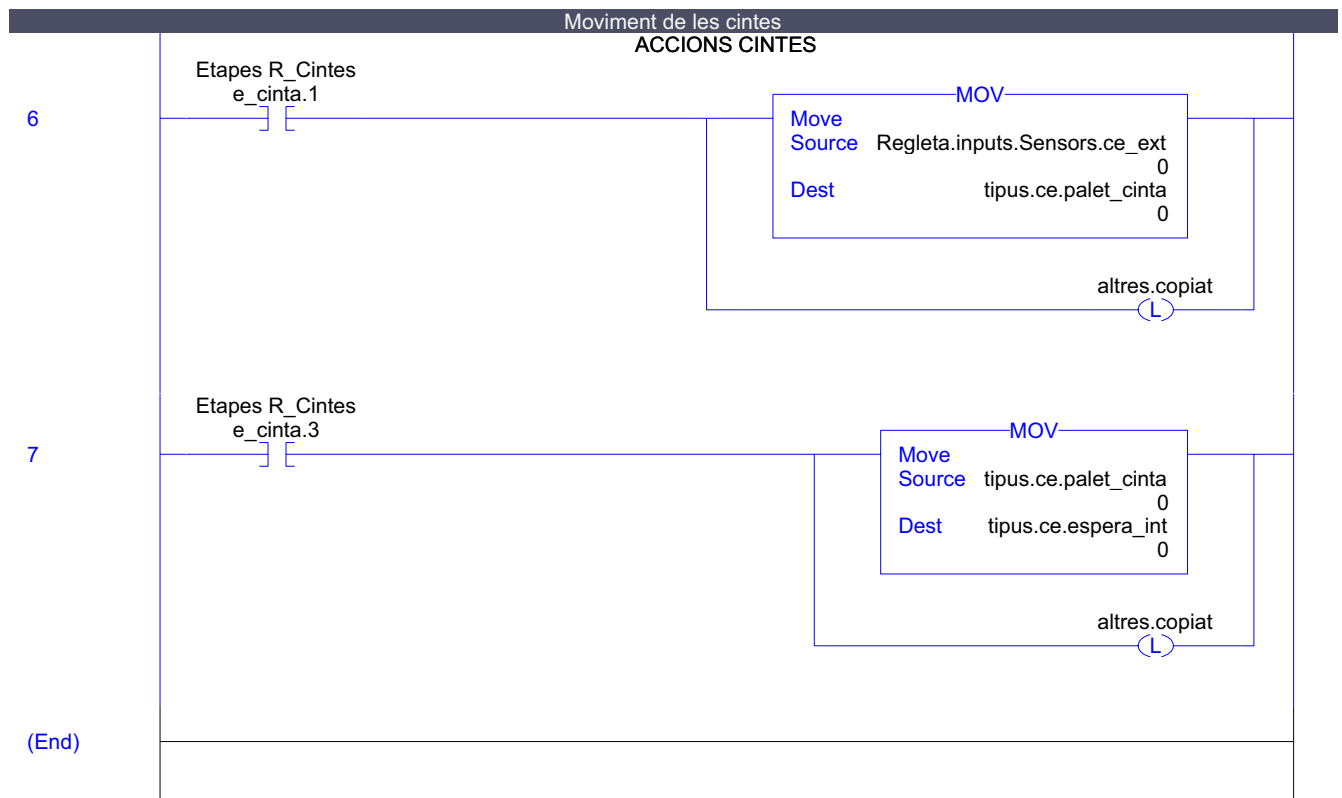 Moviment de les cintes
ACCIONS CINTES
Etapes R_Cintes
e_cinta.1
6
MOV
Move
Source Regleta.inputs.Sensors.ce_ext
0
Dest tipus.ce.palet_cinta
0
altres.copiat
L
Etapes R_Cintes
e_cinta.3
7
MOV
Move
Source tipus.ce.palet_cinta
0
Dest tipus.ce.espera_int
0
altres.copiat
L
(End)